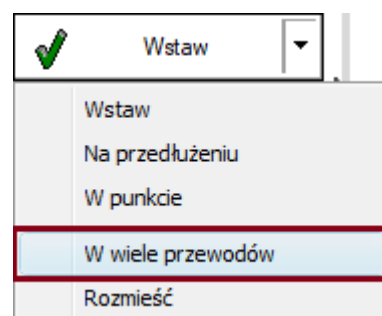 Wstaw
Wstaw
Na przedłużeniu
W punkcie
W wiele przewodów
Rozmieść